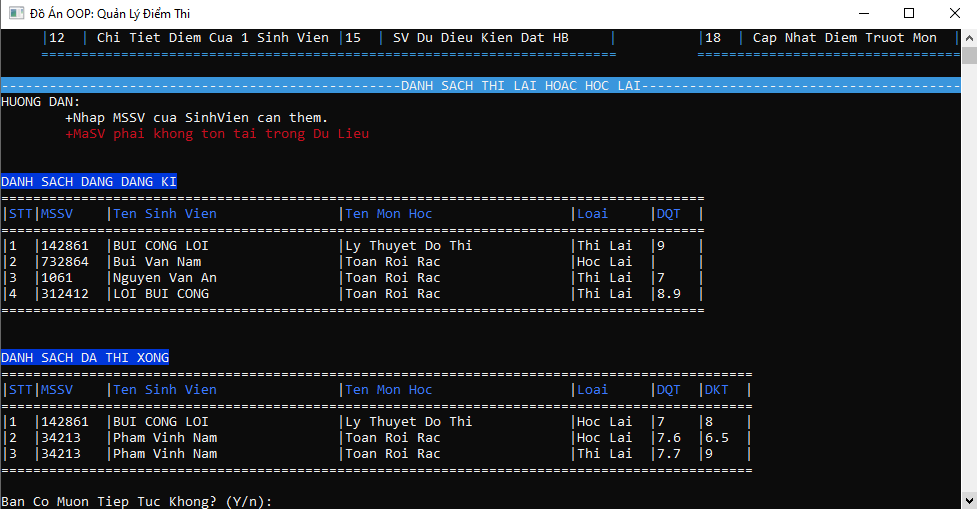 Đồ Án OOP: Quản Lý Điểm Thi
|12 | Chi Tiet Diem Cua 1 Sinh Vien |15 | SV Du Dieu Kien Dat HB | |18 | Cap Nhat Diem Truot Mon |
DANH SACH THI LAI HOAC HOC LAI
HUONG DAN:
+Nhap MSSV cua SinhVien can them.
+MaSV phai khong ton tai trong Du Lieu
DANH SACH DANG DANG KI
|STT|MSSV |Ten Sinh Vien |Ten Mon Hoc |Loai |DQT |
|1 |142861 |BUI CONG LOI |Ly Thuyet Do Thi |Thi Lai |9 |
|2 |732864 |Bui Van Nam |Toan Roi Rac |Hoc Lai | |
|3 |1061 |Nguyen Van An |Toan Roi Rac |Thi Lai |7 |
|4 |312412 |LOI BUI CONG |Toan Roi Rac |Thi Lai |8.9 |
DANH SACH DA THI XONG
|STT|MSSV |Ten Sinh Vien |Ten Mon Hoc |Loai |DQT |DKT |
|1 |142861 |BUI CONG LOI |Ly Thuyet Do Thi |Hoc Lai |7 |8 |
|2 |34213 |Pham Vinh Nam |Toan Roi Rac |Hoc Lai |7.6 |6.5 |
|3 |34213 |Pham Vinh Nam |Toan Roi Rac |Thi Lai |7.7 |9 |
Ban Co Muon Tiep Tuc Khong? (Y/n):